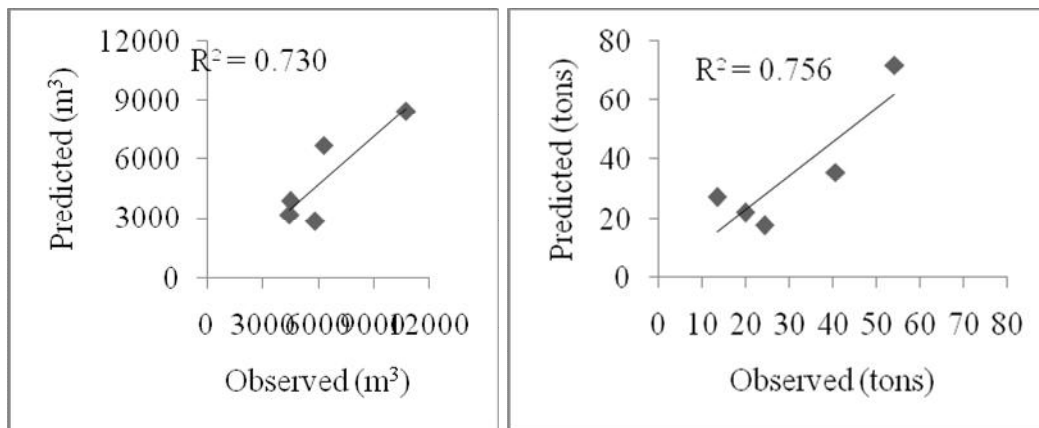 12000
R² = 0.730
9000
6000
3000
0
Predicted (m³)
0 3000 6000 9000 12000
Observed (m³)
80
R² = 0.756
60
40
20
0
Predicted (tons)
0 10 20 30 40 50 60 70 80
Observed (tons)